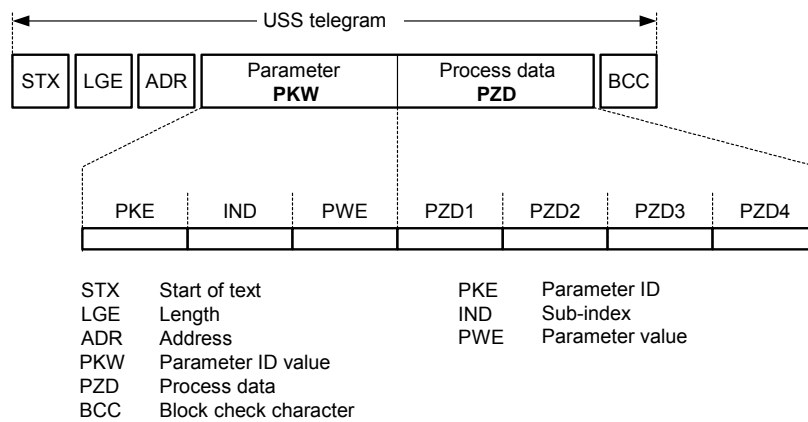 USS telegram
STX LGE ADR Parameter PKW Process data PZD BCC
PKE IND PWE PZD1 PZD2 PZD3 PZD4
STX Start of text
LGE Length
ADR Address
PKW Parameter ID value
PZD Process data
BCC Block check character
PKE Parameter ID
IND Sub-index
PWE Parameter value